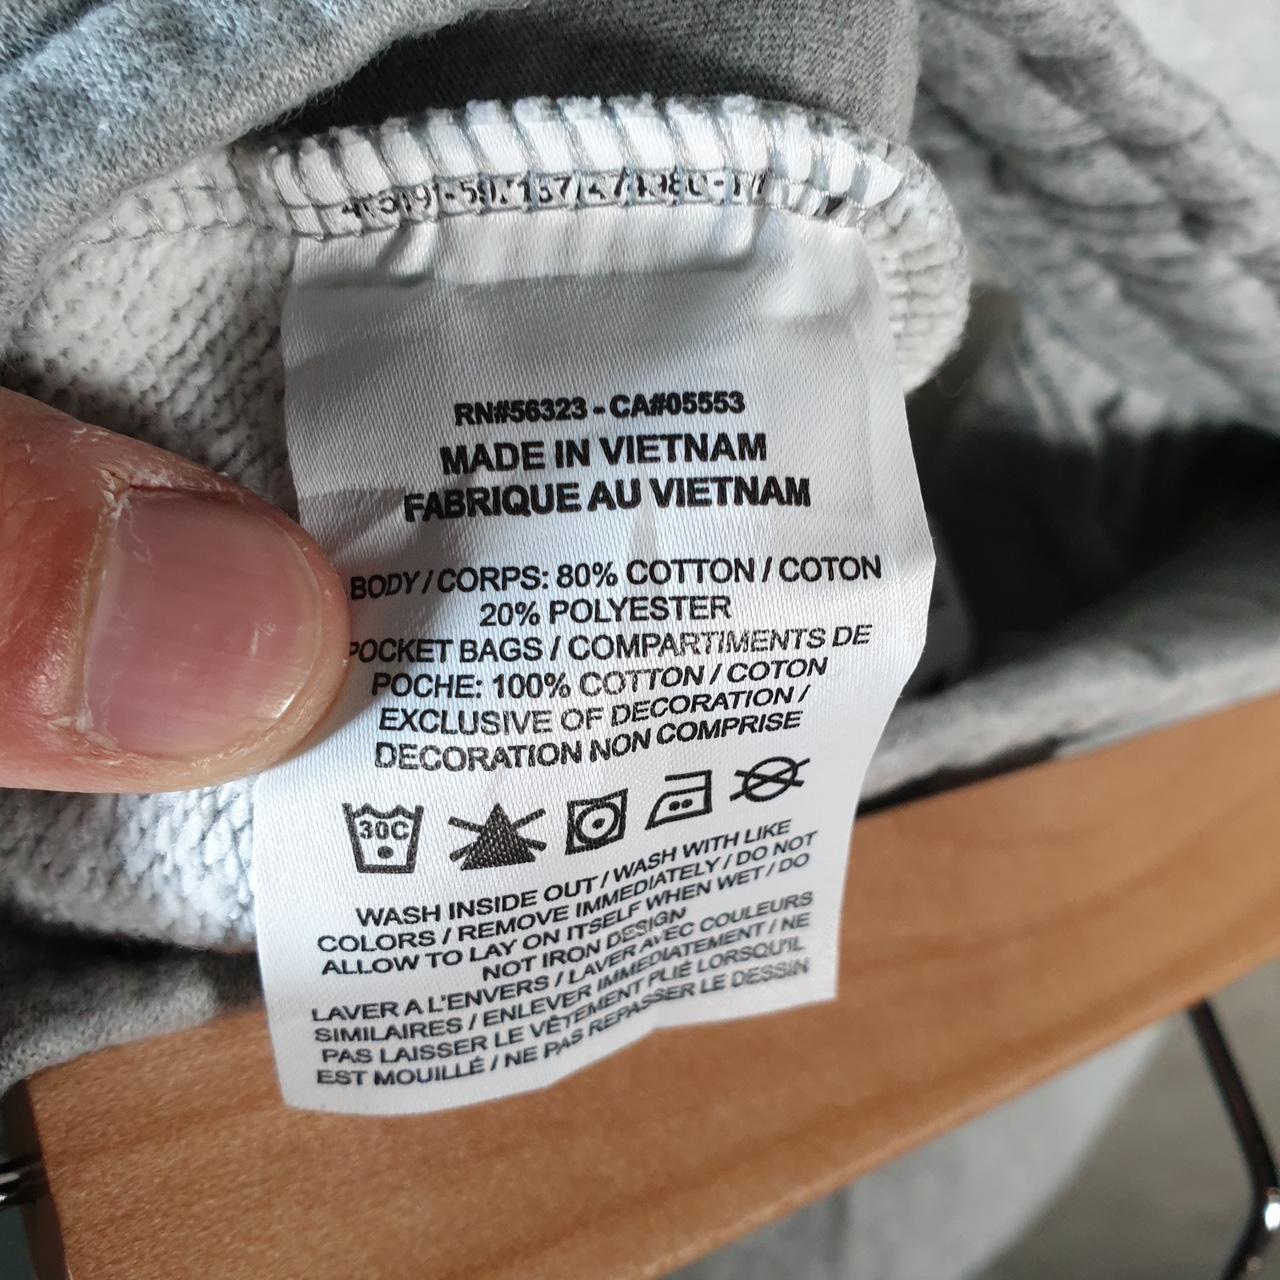 RN#56323 - CA#05553
MADE IN VIETNAM
FABRIQUE AU VIETNAM
BODY / CORPS: 80% COTTON / COTON
20% POLYESTER
POCKET BAGS / COMPARTIMENTS DE
POCHE: 100% COTTON / COTON
EXCLUSIVE OF DECORATION /
DECORATION NON COMPRISE
30C
WASH INSIDE OUT / WASH WITH LIKE
COLORS / REMOVE IMMEDIATELY / DO NOT
ALLOW TO LAY ON ITSELF WHEN WET / DO
NOT IRON DESIGN
LAVER A L'ENVERS / LAVER AVEC COULEURS
SIMILAIRES / ENLEVER IMMEDIATEMENT / NE
PAS LAISSER LE VÊTEMENT PLIÉ LORSQU'IL
EST MOUILLÉ / NE PAS REPASSER LE DESSIN